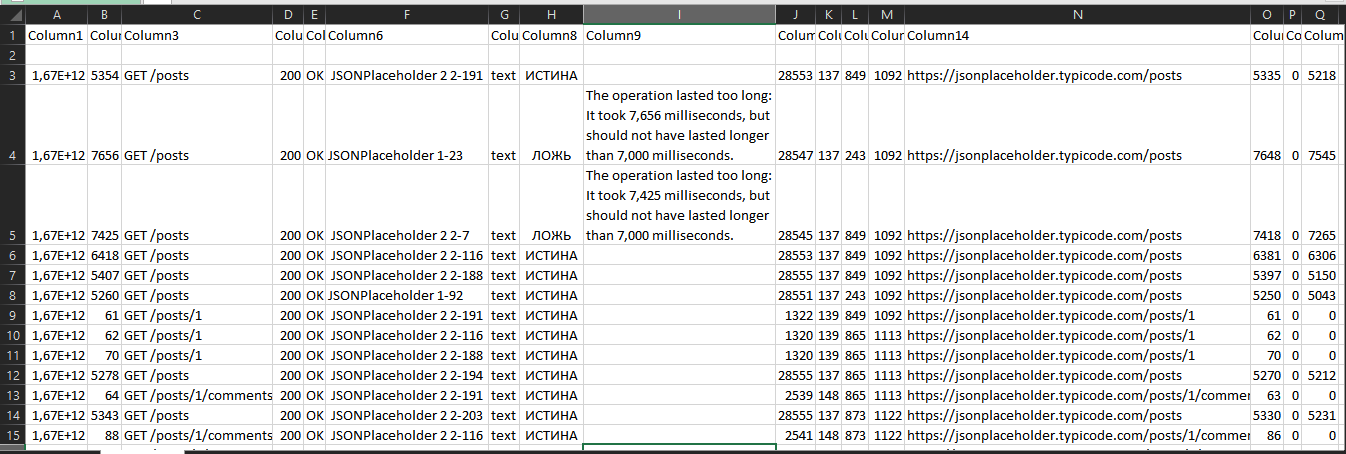 A B C D E F G H I J K L M N O P Q
1 Column1 Colu Column3 Colu Col Column6 Colu Column8 Column9 Colum Col Colu Colum Column14 Colu Co Colum
2
3 1,67E+12 5354 GET /posts 200 OK JSONPlaceholder 2 2-191 text ИСТИНА 28553 137 849 1092 https://jsonplaceholder.typicode.com/posts 5335 0 5218
The operation lasted too long:
It took 7,656 milliseconds, but
should not have lasted longer
4 1,67E+12 7656 GET /posts 200 OK JSONPlaceholder 1-23 text ЛОЖЬ than 7,000 milliseconds. 28547 137 243 1092 https://jsonplaceholder.typicode.com/posts 7648 0 7545
The operation lasted too long:
It took 7,425 milliseconds, but
should not have lasted longer
5 1,67E+12 7425 GET /posts 200 OK JSONPlaceholder 2 2-7 text ЛОЖЬ than 7,000 milliseconds. 28545 137 849 1092 https://jsonplaceholder.typicode.com/posts 7418 0 7265
6 1,67E+12 6418 GET /posts 200 OK JSONPlaceholder 2 2-116 text ИСТИНА 28553 137 849 1092 https://jsonplaceholder.typicode.com/posts 6381 0 6306
7 1,67E+12 5407 GET /posts 200 OK JSONPlaceholder 2 2-188 text ИСТИНА 28555 137 849 1092 https://jsonplaceholder.typicode.com/posts 5397 0 5150
8 1,67E+12 5260 GET /posts 200 OK JSONPlaceholder 1-92 text ИСТИНА 28551 137 243 1092 https://jsonplaceholder.typicode.com/posts 5250 0 5043
9 1,67E+12 61 GET /posts/1 200 OK JSONPlaceholder 2 2-191 text ИСТИНА 1322 139 849 1092 https://jsonplaceholder.typicode.com/posts/1 61 0 0
10 1,67E+12 62 GET /posts/1 200 OK JSONPlaceholder 2 2-116 text ИСТИНА 1320 139 865 1113 https://jsonplaceholder.typicode.com/posts/1 62 0 0
11 1,67E+12 70 GET /posts/1 200 OK JSONPlaceholder 2 2-188 text ИСТИНА 1320 139 865 1113 https://jsonplaceholder.typicode.com/posts/1 70 0 0
12 1,67E+12 5278 GET /posts 200 OK JSONPlaceholder 2 2-194 text ИСТИНА 28555 137 865 1113 https://jsonplaceholder.typicode.com/posts 5270 0 5212
13 1,67E+12 64 GET /posts/1/comments 200 OK JSONPlaceholder 2 2-191 text ИСТИНА 2539 148 865 1113 https://jsonplaceholder.typicode.com/posts/1/comme 63 0 0
14 1,67E+12 5343 GET /posts 200 OK JSONPlaceholder 2 2-203 text ИСТИНА 28555 137 873 1122 https://jsonplaceholder.typicode.com/posts 5330 0 5231
15 1,67E+12 88 GET /posts/1/comments 200 OK JSONPlaceholder 2 2-116 text ИСТИНА 2541 148 873 1122 https://jsonplaceholder.typicode.com/posts/1/comme 86 0 0